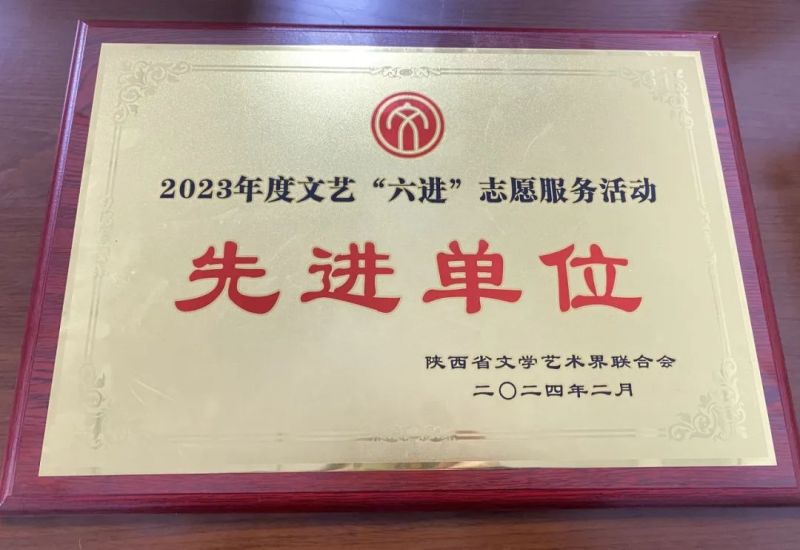 2023年度文艺“六进”志愿服务活动
先进单位
陕西省文学艺术界联合会
二〇二四年二月